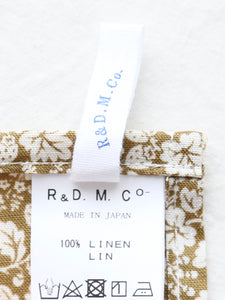 R&D.M.Co.
R&D.M.Co-
MADE IN JAPAN
100% LINEN
LIN